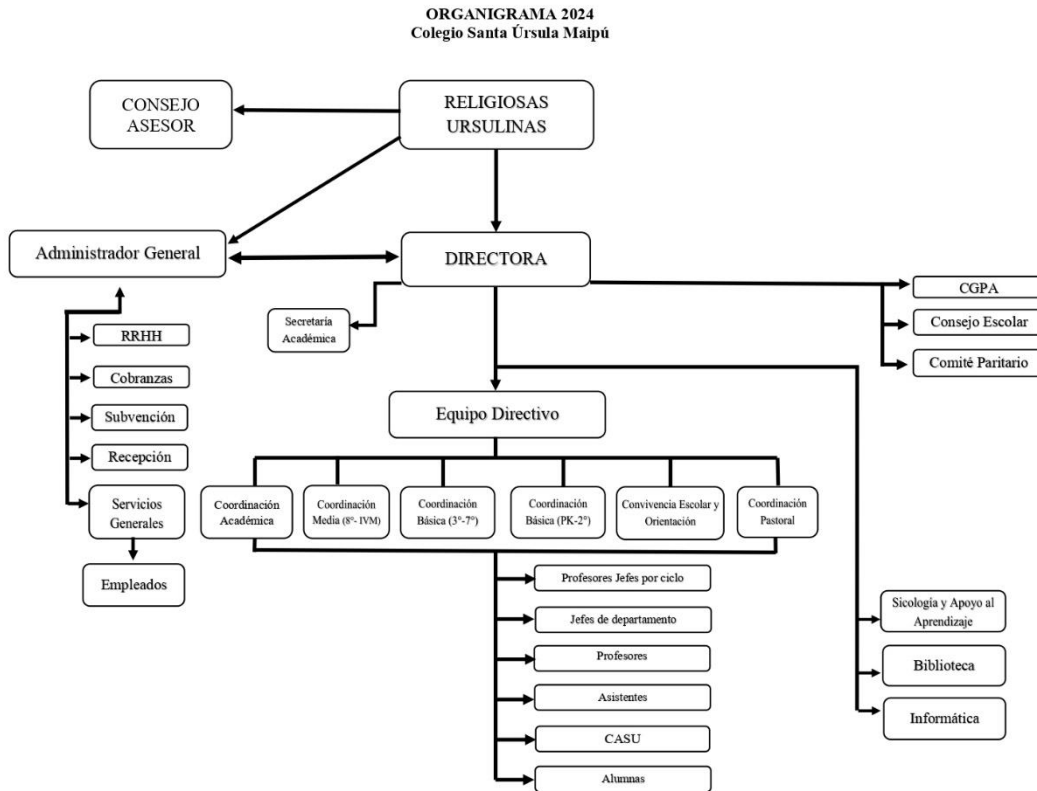 ORGANIGRAMA 2024
Colegio Santa Úrsula Maipú
CONSEJO
ASESOR
RELIGIOSAS
URSULINAS
Administrador General
DIRECTORA
Secretaría
Académica
CGPA
Consejo Escolar
Comité Paritario
RRHH
Cobranzas
Subvención
Recepción
Servicios
Generales
Empleados
Equipo Directivo
Coordinación
Académica
Coordinación
Media (8º- IVM)
Coordinación
Básica (3°-7°)
Coordinación
Básica (PK-2°)
Convivencia Escolar y
Orientación
Coordinación
Pastoral
Profesores Jefes por ciclo
Jefes de departamento
Profesores
Asistentes
CASU
Alumnas
Sicología y Apoyo al
Aprendizaje
Biblioteca
Informática